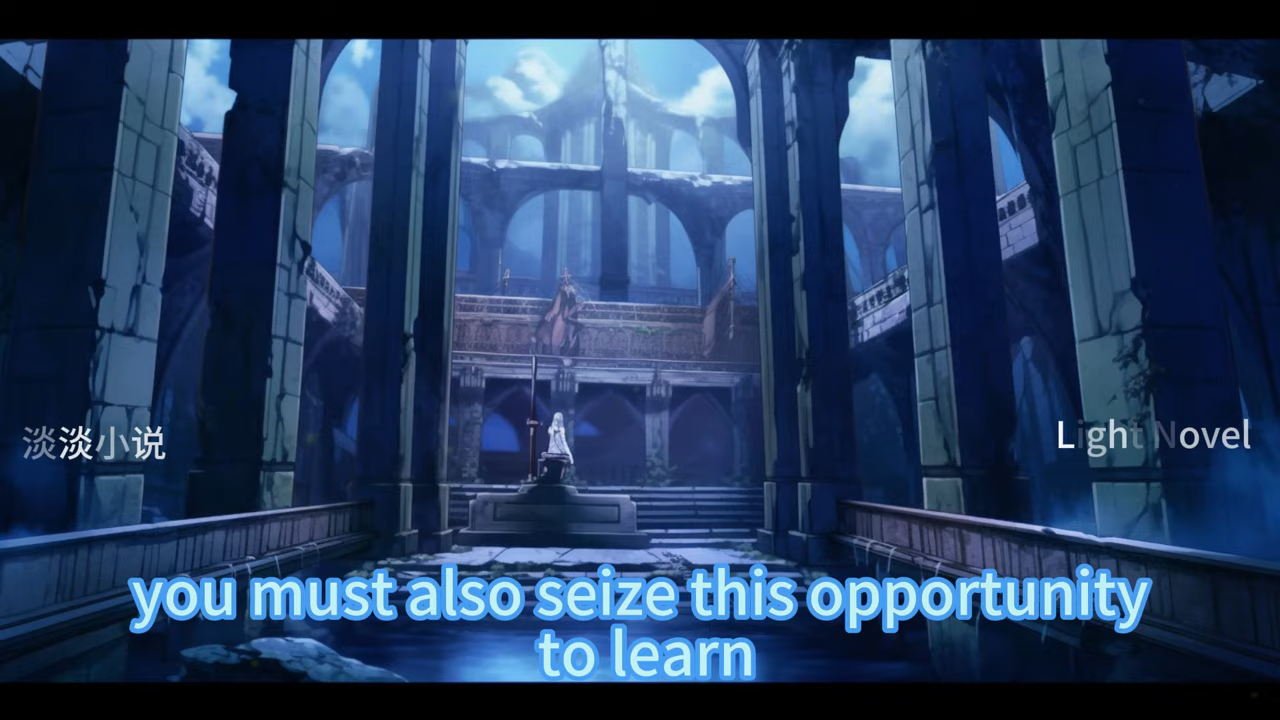 淡淡小说
Light Novel
you must also seize this opportunity
to learn